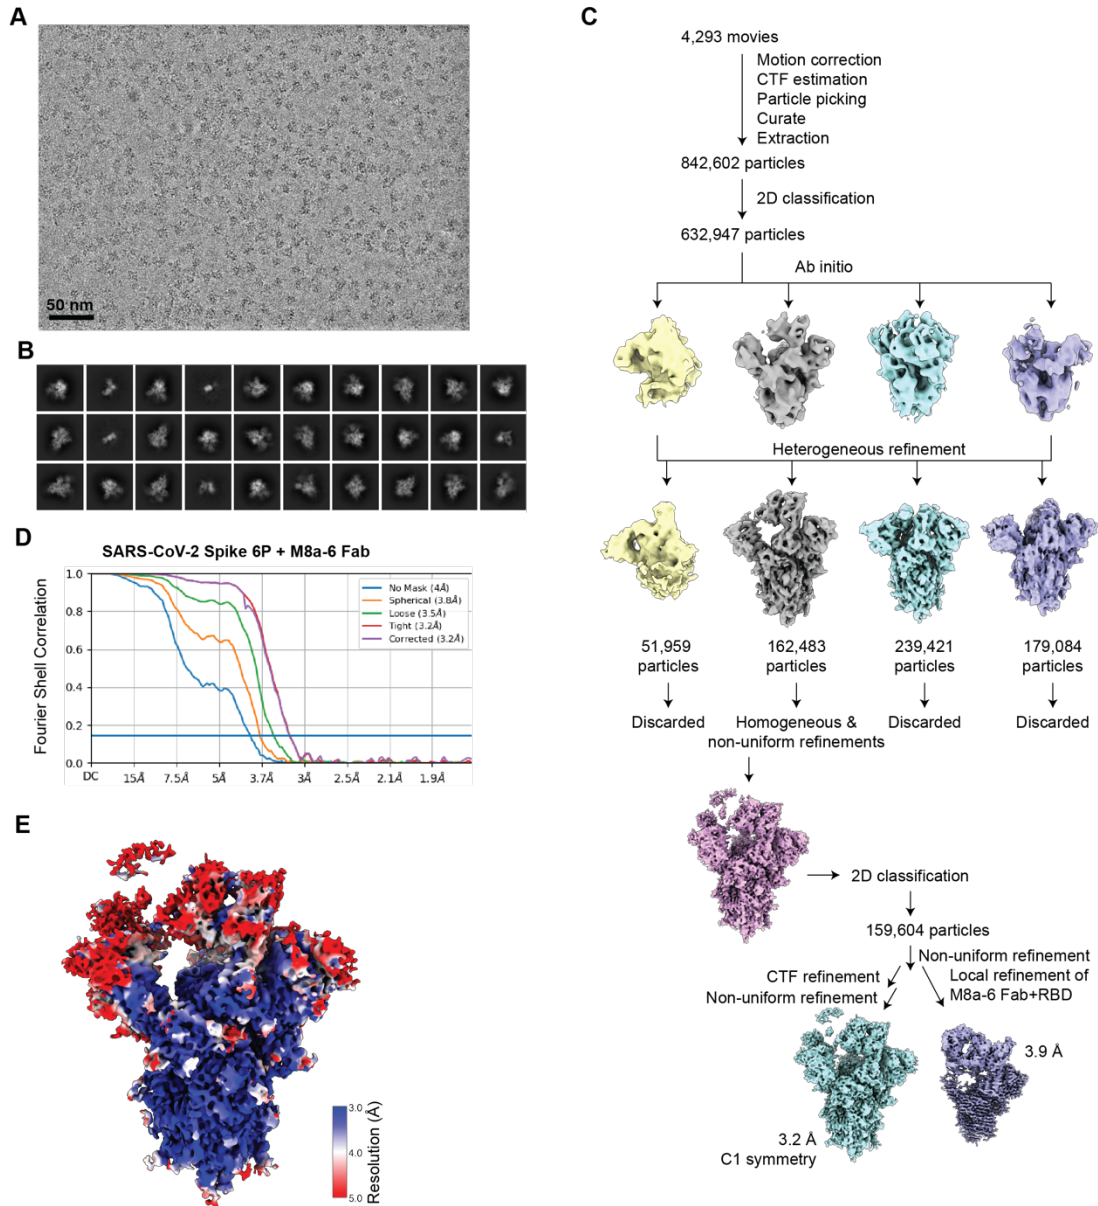 A
50 nm
B
C
4,293 movies
Motion correction
CTF estimation
Particle picking
Curate
Extraction
842,602 particles
2D classification
632,947 particles
Ab initio
Heterogeneous refinement
51,959
particles
162,483
particles
239,421
particles
179,084
particles
Discarded
Homogeneous &
non-uniform refinements
Discarded
Discarded
2D classification
159,604 particles
Non-uniform refinement
Local refinement of
M8a-6 Fab+RBD
CTF refinement
Non-uniform refinement
3.9 Å
3.2 Å
C1 symmetry
D
SARS-CoV-2 Spike 6P + M8a-6 Fab
Fourier Shell Correlation
1.0
0.8
0.6
0.4
0.2
0.0
No Mask (4Å)
Spherical (3.8Å)
Loose (3.5Å)
Tight (3.2Å)
Corrected (3.2Å)
DC
15Å
7.5Å
5Å
3.7Å
3Å
2.5Å
2.1Å
1.9Å
E
3.0
4.0
5.0
Resolution (Å)